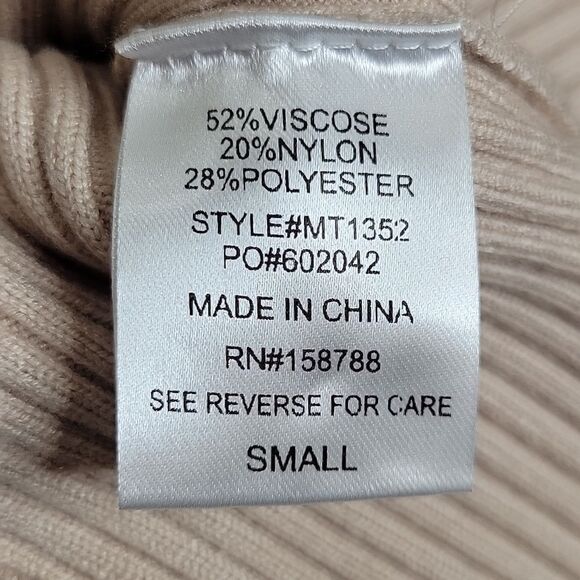 52%VISCOSE
20%NYLON
28%POLYESTER
STYLE#MT1352
PO#602042
MADE IN CHINA
RN#158788
SEE REVERSE FOR CARE
SMALL